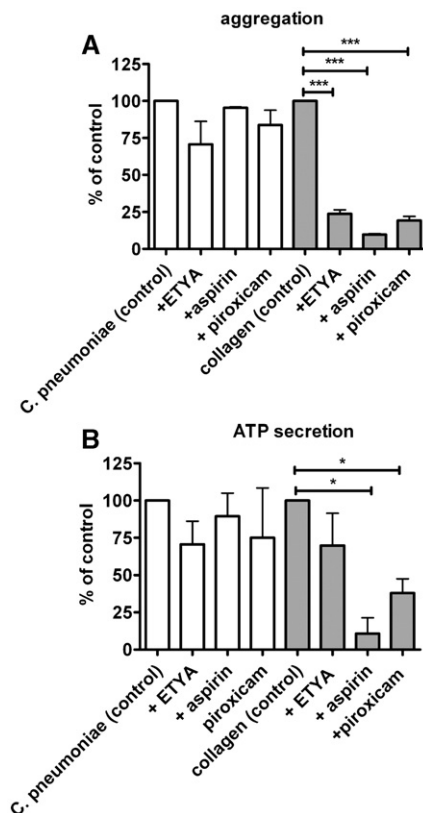 aggregation
A
***
***
***
125
100
75
50
25
0
% of control
C. pneumoniae (control)
+ETYA
+aspirin
+ piroxicam
collagen (control)
+ETYA
+ aspirin
+ piroxicam
B
ATP secretion
*
*
125
100
75
50
25
0
% of control
C. pneumoniae (control)
+ ETYA
+ aspirin
piroxicam
collagen (control)
+ ETYA
+ aspirin
+piroxicam